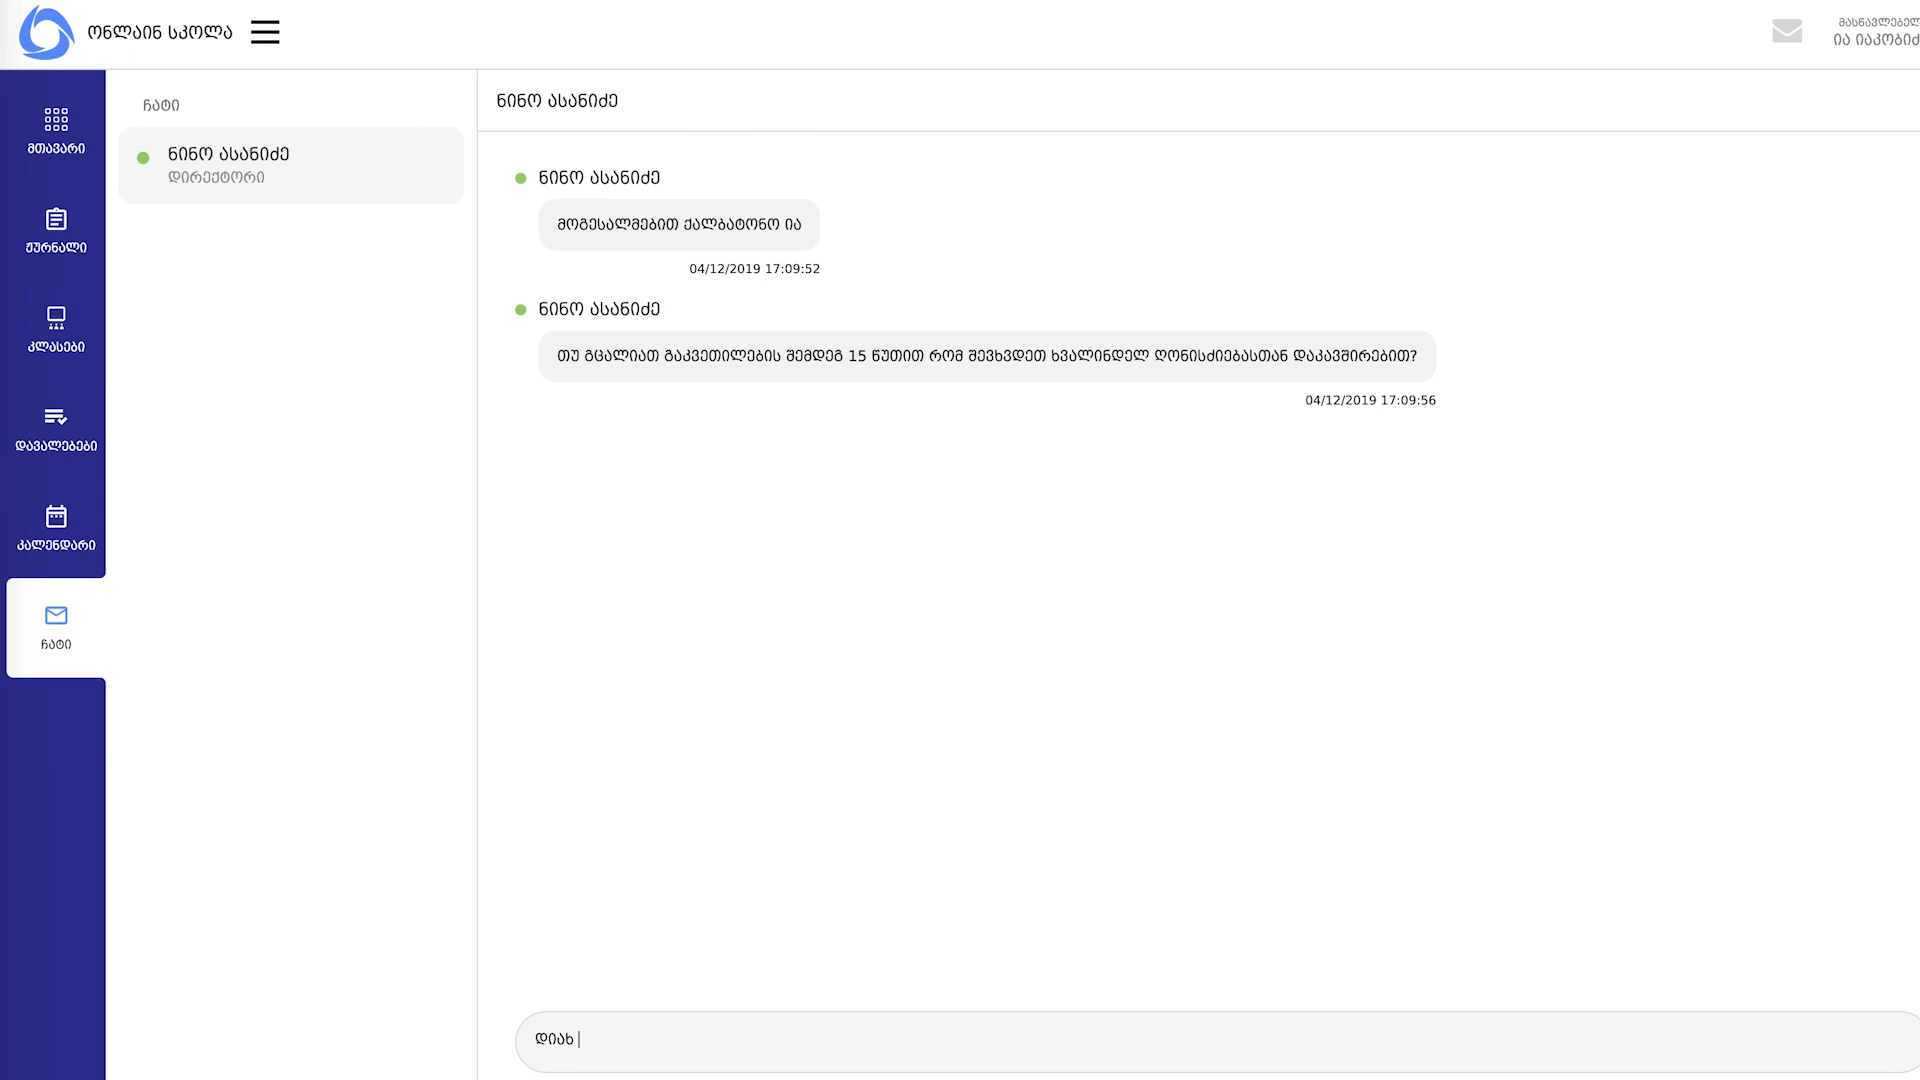 ონლაინ სკოლა
მასწავლებელ
ია იაკობიძ
მთავარი
ჟურნალი
კლასები
დავალებები
კალენდარი
ჩატი
ჩატი
ნინო ასანიძე
დირექტორი
ნინო ასანიძე
ნინო ასანიძე
მოგესალმებით ქალბატონო ია
04/12/2019 17:09:52
ნინო ასანიძე
თუ გცალიათ გაკვეთილების შემდეგ 15 წუთით რომ შევხვდეთ ხვალინდელ ღონისძიებასთან დაკავშირებით?
04/12/2019 17:09:56
დიახ